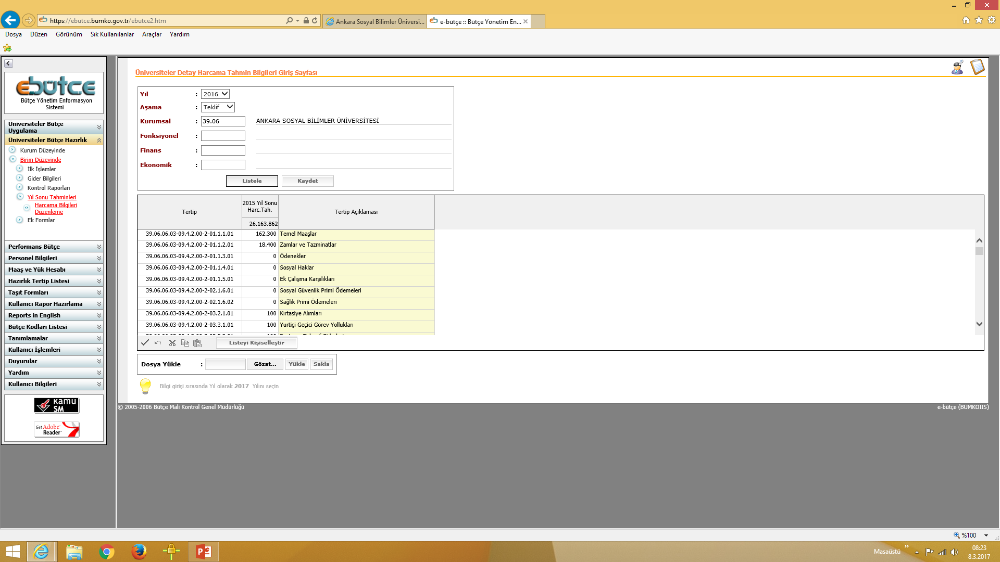 https://ebutce.bumko.gov.tr/ebutce2.htm
Ankara Sosyal Bilimler Üniversi...
e-bütçe :: Bütçe Yönetim En...
Dosya Düzen Görünüm Sık Kullanılanlar Araçlar Yardım
ebütçe
Bütçe Yönetim Enformasyon
Sistemi
Üniversiteler Bütçe
Uygulama
Üniversiteler Bütçe Hazırlık
Kurum Düzeyinde
Birim Düzeyinde
İlk İşlemler
Gider Bilgileri
Kontrol Raporları
Yıl Sonu Tahminleri
Harcama Bilgileri
Düzenleme
Ek Formlar
Performans Bütçe
Personel Bilgileri
Maaş ve Yük Hesabı
Hazırlık Tertip Listesi
Taşıt Formları
Kullanıcı Rapor Hazırlama
Reports in English
Bütçe Kodları Listesi
Tanımlamalar
Kullanıcı İşlemleri
Duyurular
Yardım
Kullanıcı Bilgileri
KAMU
SM
Get Adobe
Reader
Üniversiteler Detay Harcama Tahmin Bilgileri Giriş Sayfası
Yıl : 2016
Aşama : Teklif
Kurumsal : 39.06 ANKARA SOSYAL BİLİMLER ÜNİVERSİTESİ
Fonksiyonel :
Finans :
Ekonomik :
Listele Kaydet
Tertip 2015 Yıl Sonu Harc.Tah. Tertip Açıklaması
26.163.862
39.06.06.03-09.4.2.00-2-01.1.1.01 162.300 Temel Maaşlar
39.06.06.03-09.4.2.00-2-01.1.2.01 18.400 Zamlar ve Tazminatlar
39.06.06.03-09.4.2.00-2-01.1.3.01 0 Ödenekler
39.06.06.03-09.4.2.00-2-01.1.4.01 0 Sosyal Haklar
39.06.06.03-09.4.2.00-2-01.1.5.01 0 Ek Çalışma Karşılıkları
39.06.06.03-09.4.2.00-2-02.1.6.01 0 Sosyal Güvenlik Primi Ödemeleri
39.06.06.03-09.4.2.00-2-02.1.6.02 0 Sağlık Primi Ödemeleri
39.06.06.03-09.4.2.00-2-03.2.1.01 100 Kırtasiye Alımları
39.06.06.03-09.4.2.00-2-03.3.1.01 100 Yurtiçi Geçici Görev Yollukları
Listeyi Kişiselleştir
Dosya Yükle : Gözat... Yükle Sakla
Bilgi girişi sırasında Yıl olarak 2017 Yılını seçin
© 2005-2006 Bütçe Mali Kontrol Genel Müdürlüğü
e-bütçe (BUMKOIIS)
%100
Masaüstü
08:23
8.3.2017